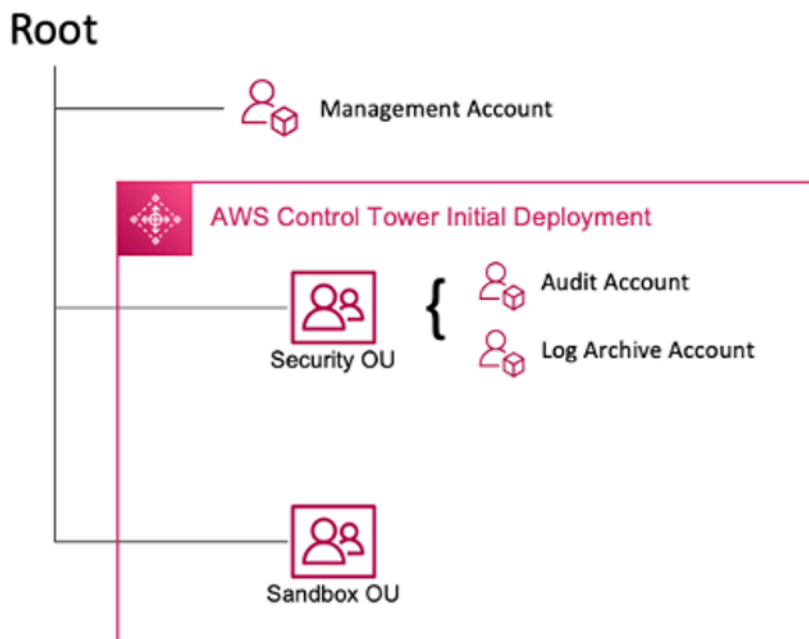 Root
Management Account
AWS Control Tower Initial Deployment
Audit Account
Security OU
Log Archive Account
Sandbox OU